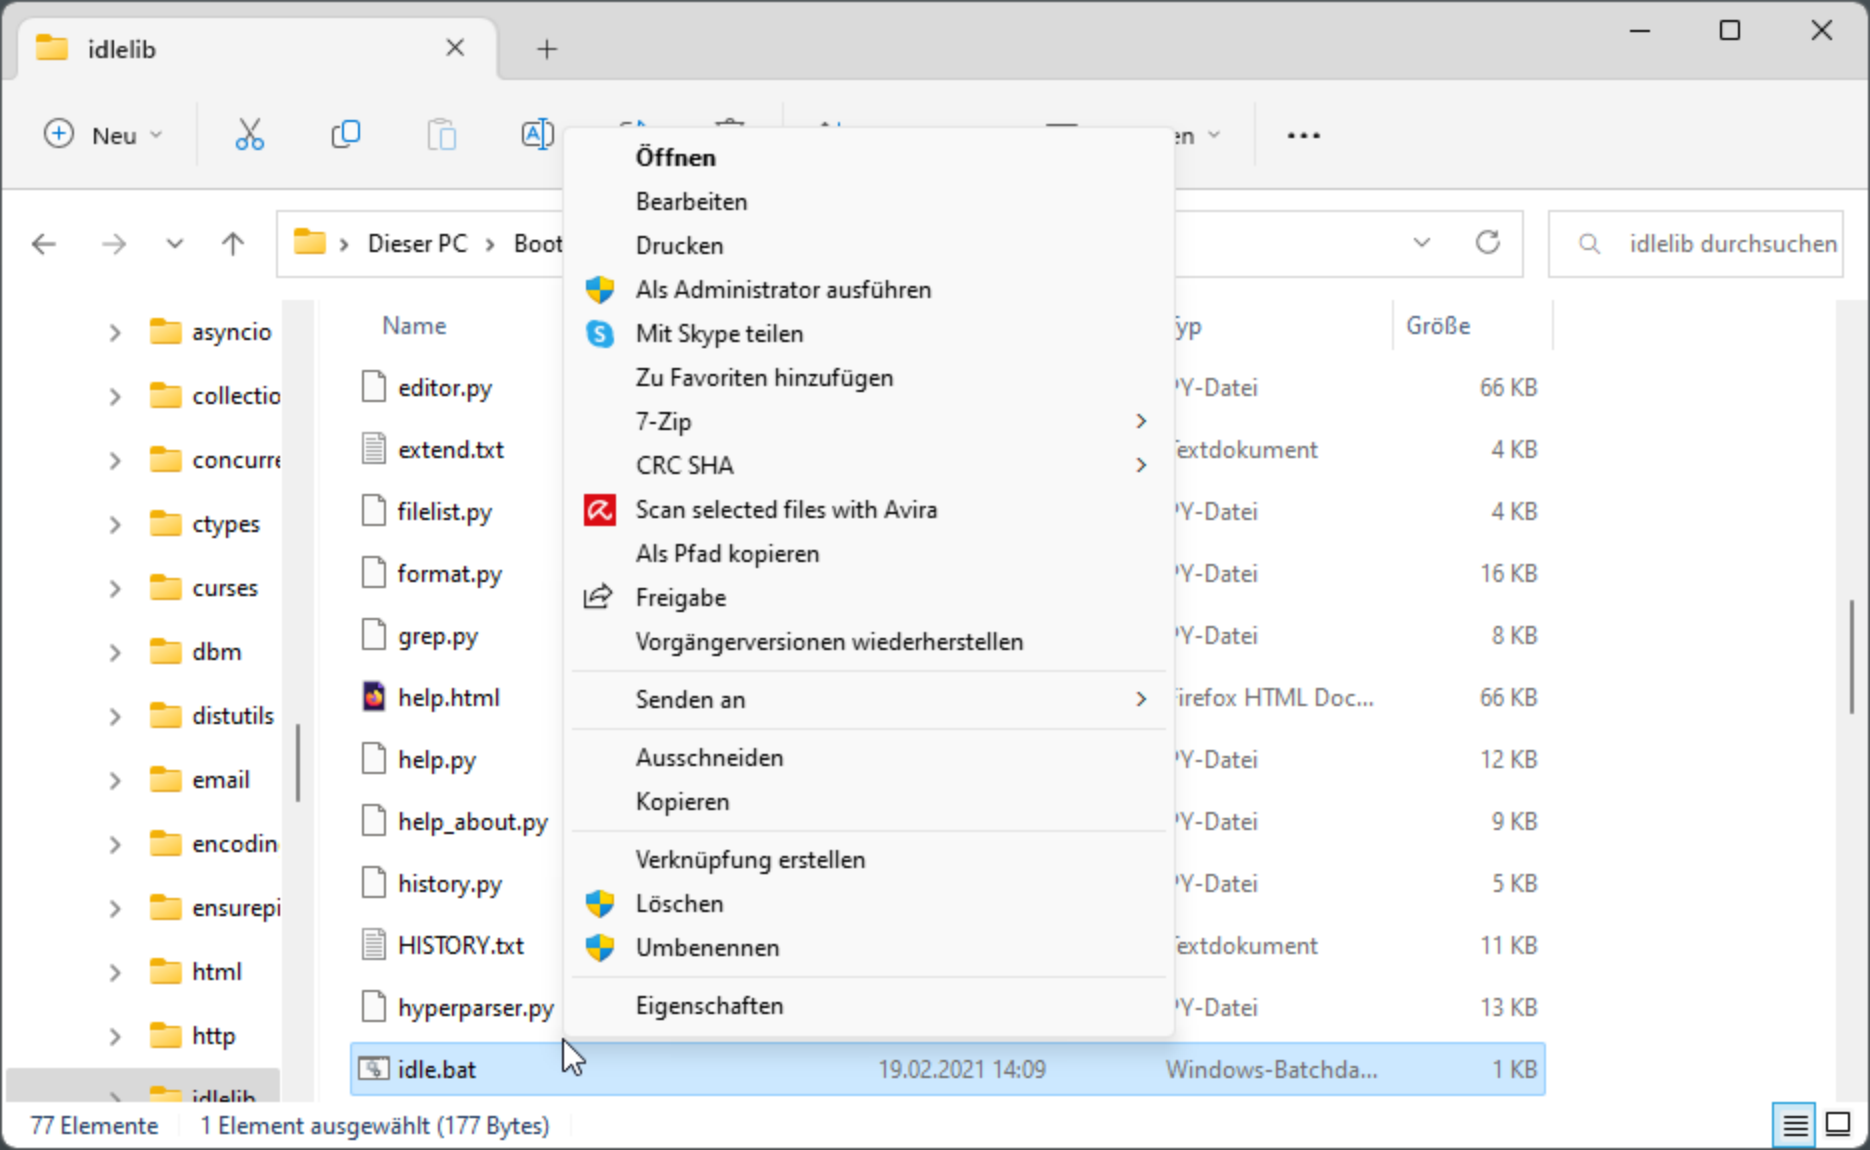 idlelib
Neu
Dieser PC > Boot
idlelib durchsuchen
Name
Größe
asyncio
ctypes
curses
dbm
distutils
email
html
http
idlelib
editor.py 66 KB
extend.txt 4 KB
filelist.py 4 KB
format.py 16 KB
grep.py 8 KB
help.html 66 KB
help.py 12 KB
help_about.py 9 KB
history.py 5 KB
HISTORY.txt 11 KB
hyperparser.py 13 KB
idle.bat 19.02.2021 14:09 Windows-Batchda... 1 KB
Öffnen
Bearbeiten
Drucken
Als Administrator ausführen
Mit Skype teilen
Zu Favoriten hinzufügen
7-Zip
CRC SHA
Scan selected files with Avira
Als Pfad kopieren
Freigabe
Vorgängerversionen wiederherstellen
Senden an
Ausschneiden
Kopieren
Verknüpfung erstellen
Löschen
Umbenennen
Eigenschaften
77 Elemente
1 Element ausgewählt (177 Bytes)